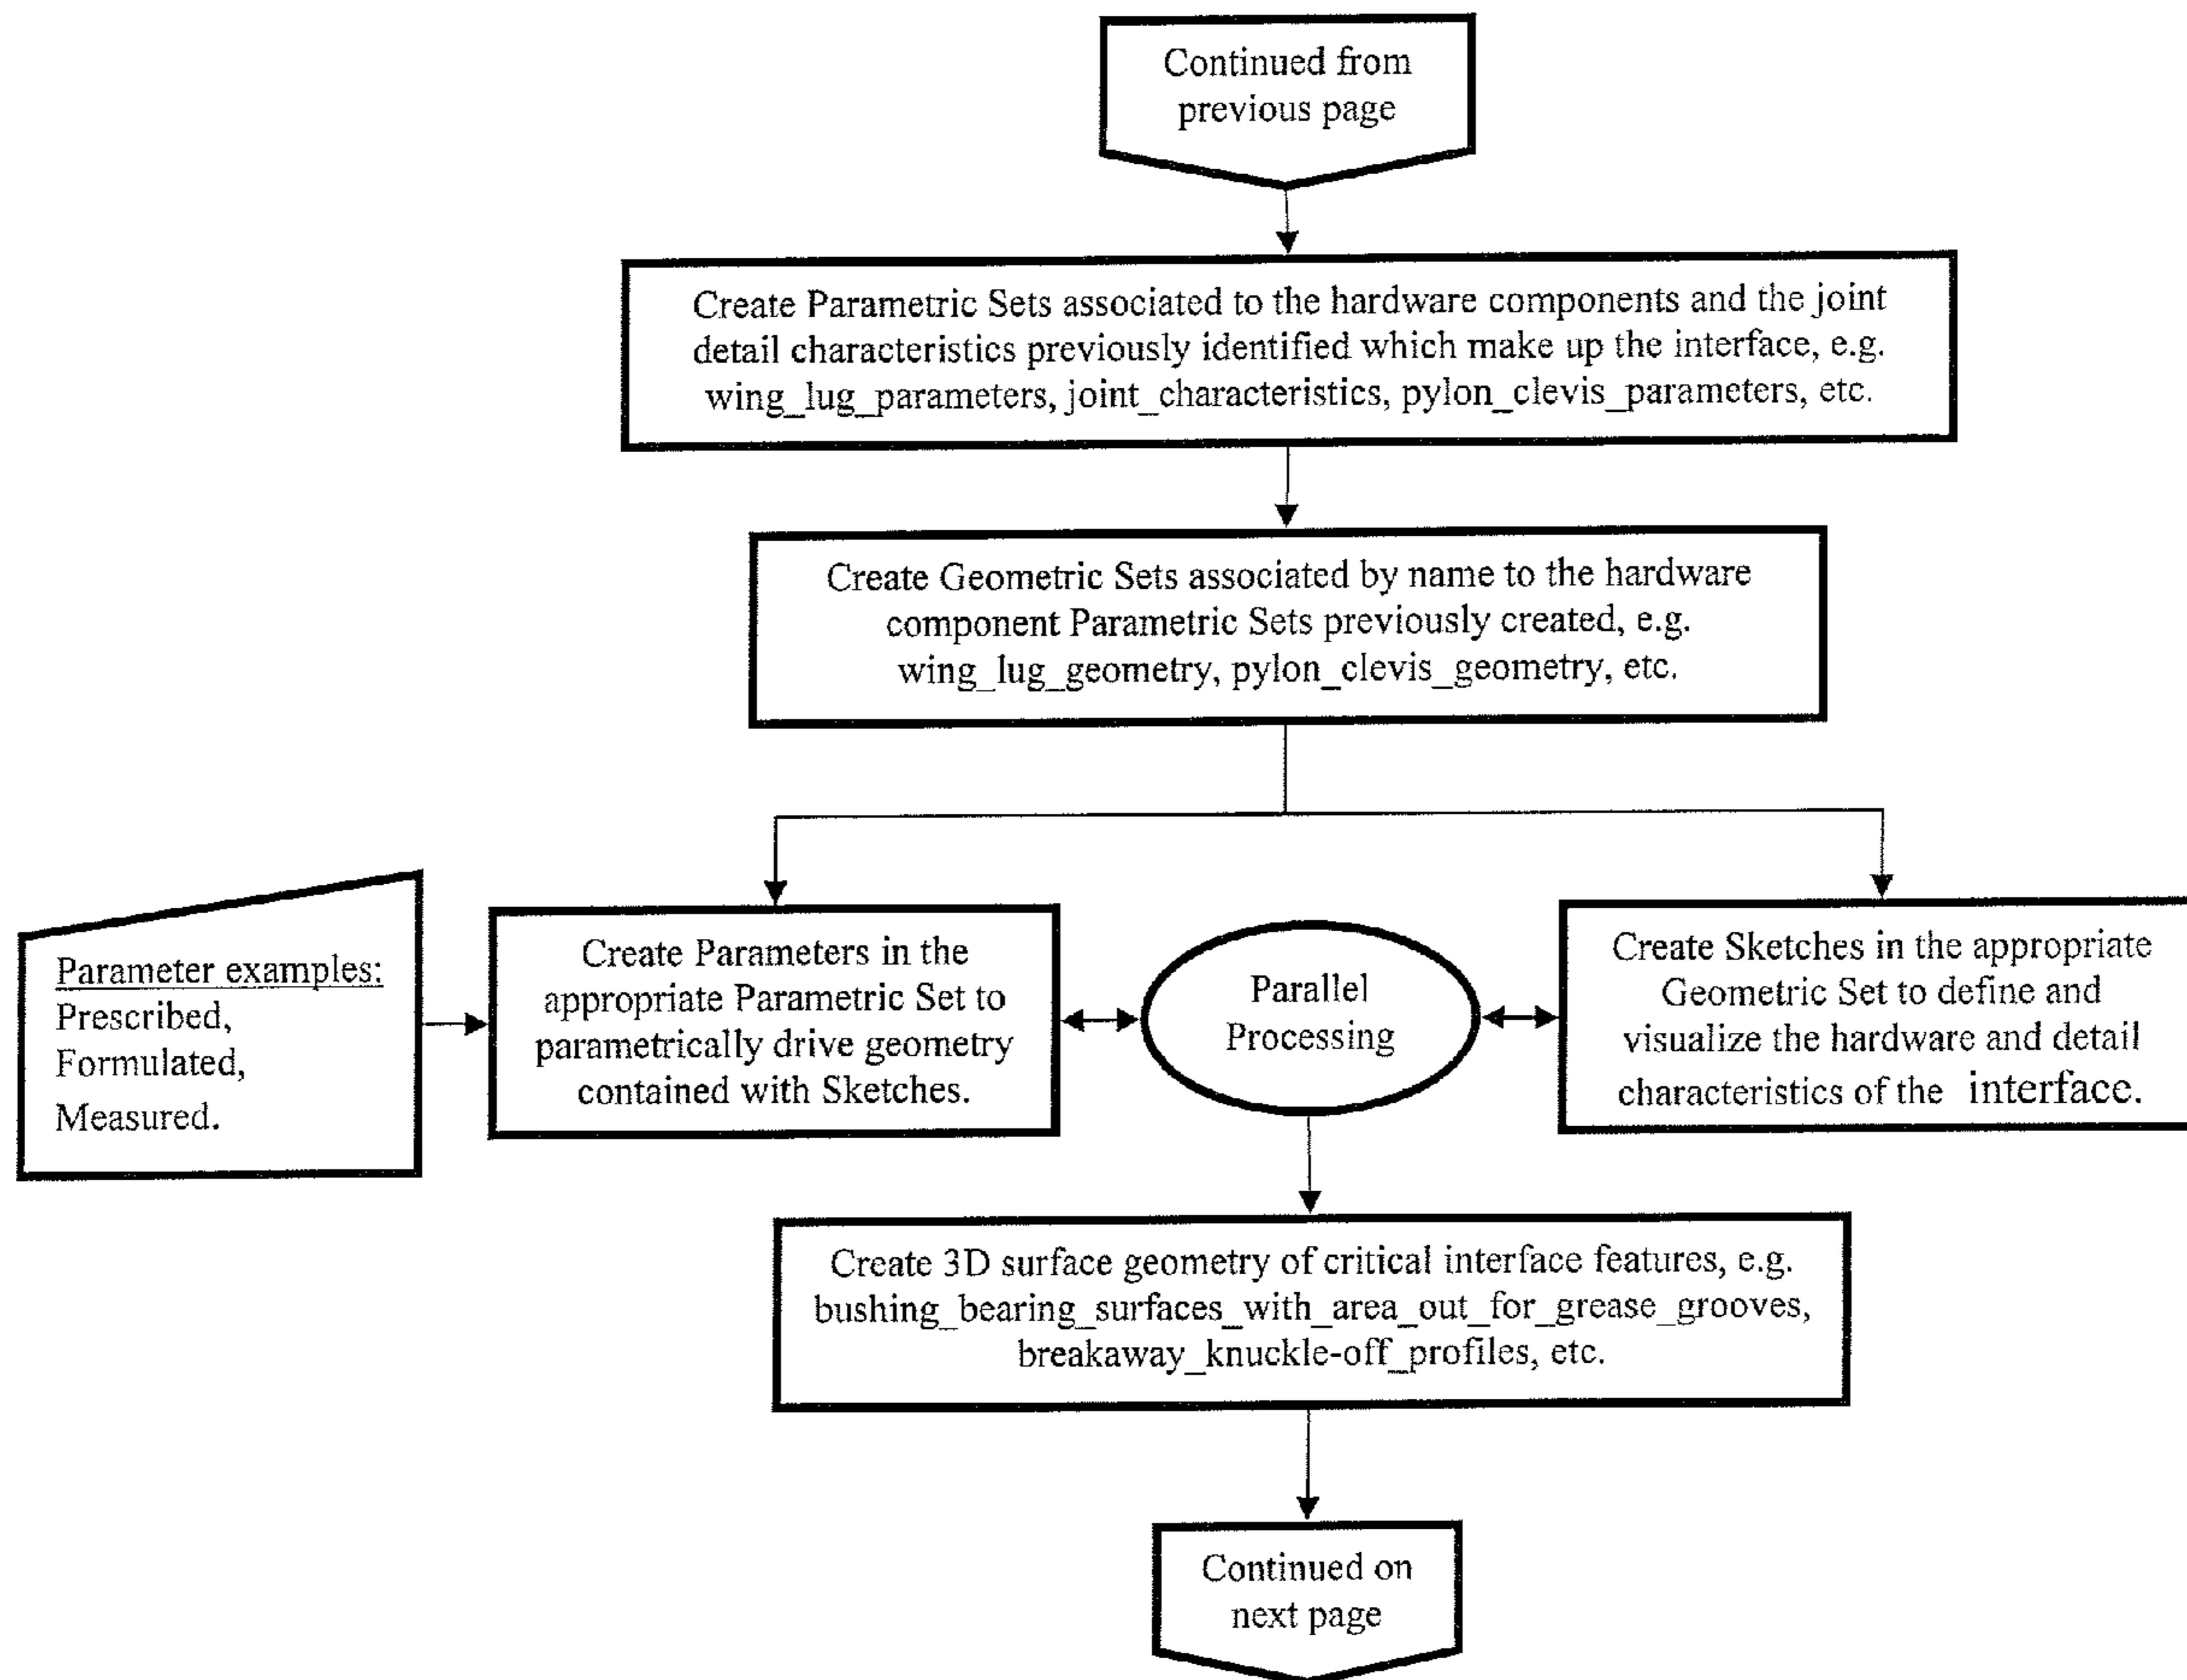 Continued from
previous page
Create Parametric Sets associated to the hardware components and the joint
detail characteristics previously identified which make up the interface, e.g.
wing_lug_parameters, joint_characteristics, pylon_clevis_parameters, etc.
Create Geometric Sets associated by name to the hardware
component Parametric Sets previously created, e.g.
wing_lug_geometry, pylon_clevis_geometry, etc.
Parameter examples:
Prescribed,
Formulated,
Measured.
Create Parameters in the
appropriate Parametric Set to
parametrically drive geometry
contained with Sketches.
Parallel
Processing
Create Sketches in the appropriate
Geometric Set to define and
visualize the hardware and detail
characteristics of the interface.
Create 3D surface geometry of critical interface features, e.g.
bushing_bearing_surfaces_with_area_out_for_grease_grooves,
breakaway_knuckle-off_profiles, etc.
Continued on
next page